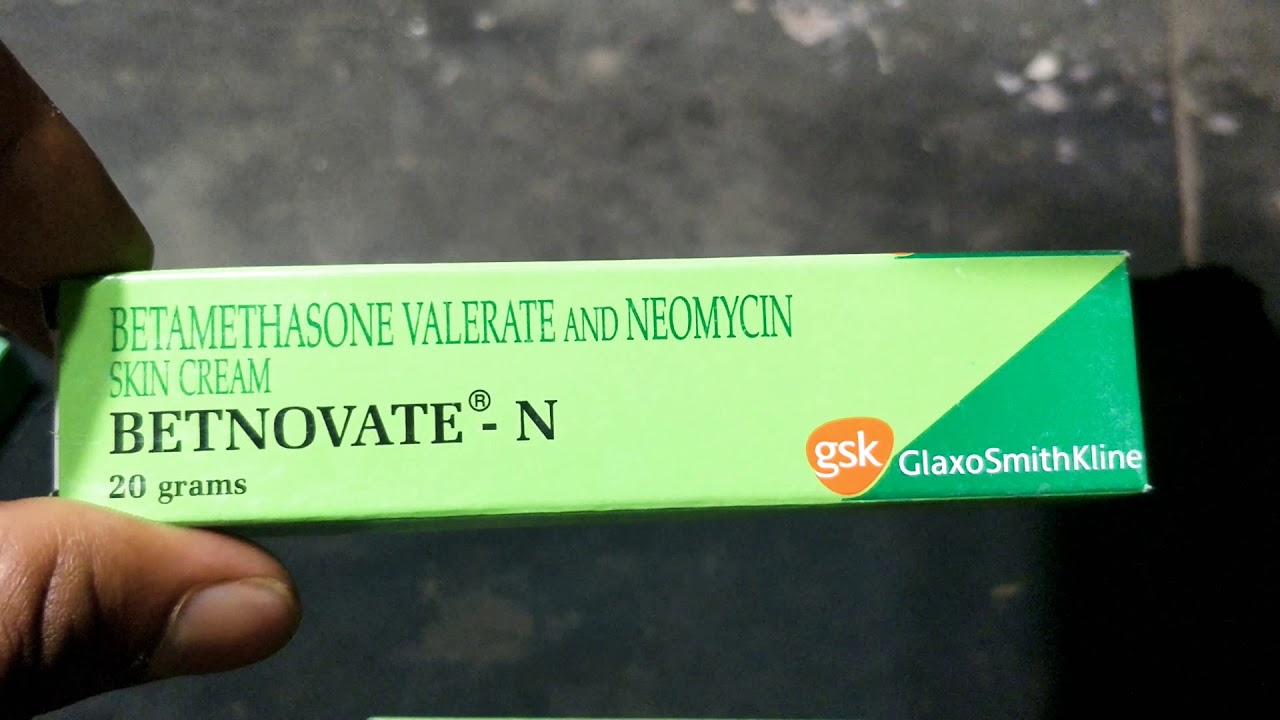 BETAMETHASONE VALERATE AND NEOMYCIN
SKIN CREAM
BETNOVATE®- N
20 grams
gsk GlaxoSmithKline